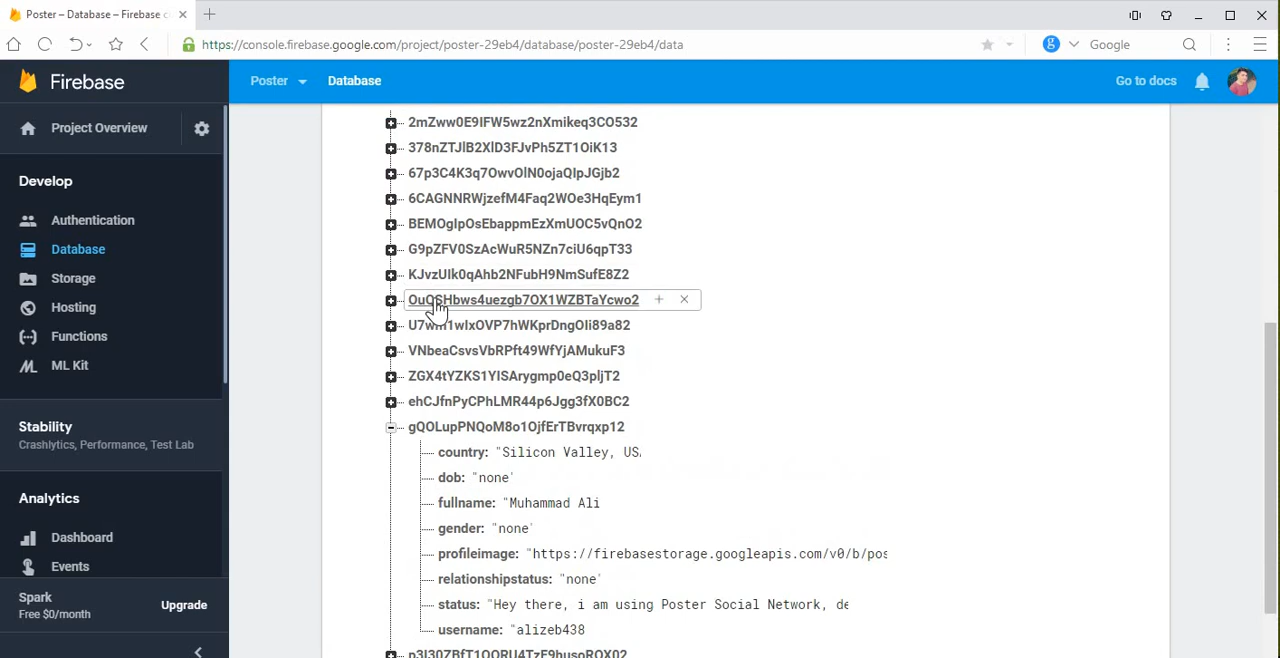 Poster – Database – Firebase c
https://console.firebase.google.com/project/poster-29eb4/database/poster-29eb4/data
Google
Firebase
Poster
Database
Go to docs
Project Overview
Develop
Authentication
Database
Storage
Hosting
Functions
ML Kit
Stability
Crashlytics, Performance, Test Lab
Analytics
Dashboard
Events
Spark
Free $0/month
Upgrade
2mZww0E9IFW5wz2nXmikeq3CO532
378nZTJlB2XlD3FJvPh5ZT1OiK13
67p3C4K3q7OwvOlN0ojaQIpJGjb2
6CAGNNRWjzefM4Faq2WOe3HqEym1
BEMOgIpOsEbappmEzXmUOC5vQnO2
G9pZFV0SzAcWuR5NZn7ciU6qpT33
KJvzUIk0qAhb2NFubH9NmSufE8Z2
VNbeaCsvsVbRPft49WfYjAMukuF3
ZGX4tYZKS1YISArygmp0eQ3pljT2
ehCJfnPyCPhLMR44p6Jgg3fX0BC2
gQOLupPNQoM8o1OjfErTBvrqxp12
country: "Silicon Valley, US
dob: "none"
fullname: "Muhammad Ali
gender: "none"
profileimage: "https://firebasestorage.googleapis.com/v0/b/pos
relationshipstatus: "none"
status: "Hey there, i am using Poster Social Network, de
username: "alizeb438